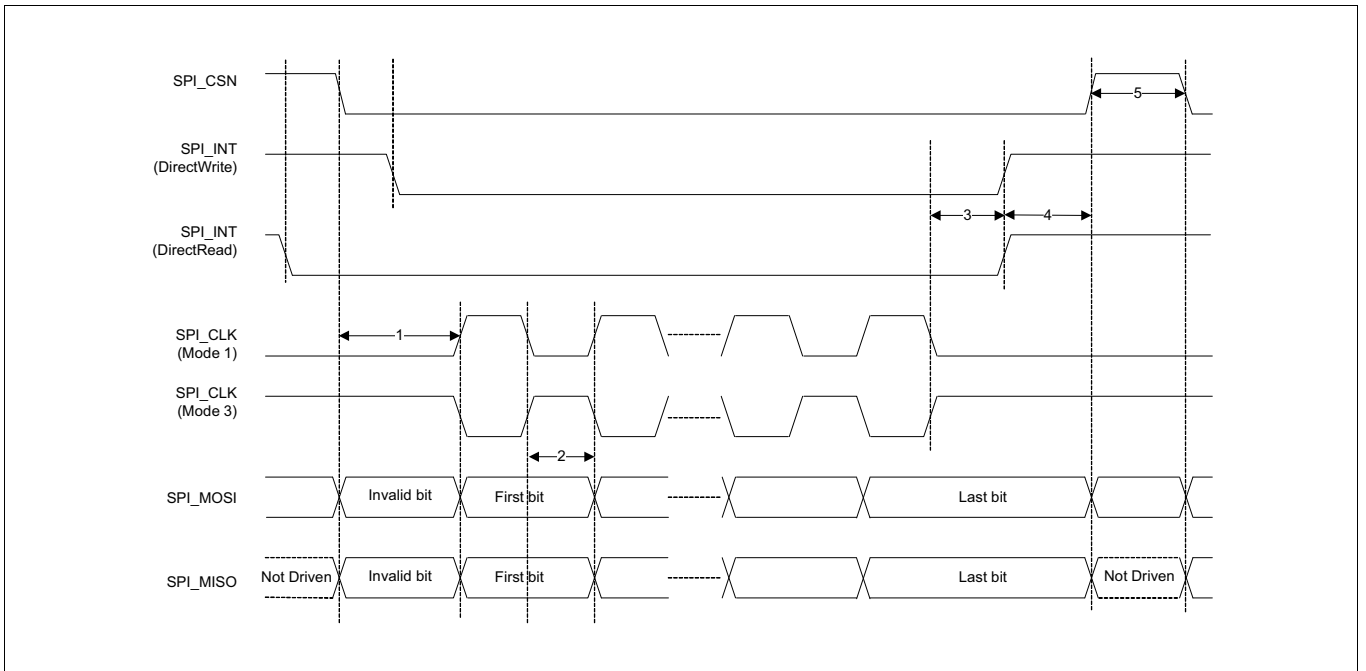 SPI_CSN
5
SPI_INT
(DirectWrite)
3
4
SPI_INT
(DirectRead)
1
SPI_CLK
(Mode 1)
SPI_CLK
(Mode 3)
2
SPI_MOSI
Invalid bit
First bit
Last bit
SPI_MISO
Not Driven
Invalid bit
First bit
Last bit
Not Driven